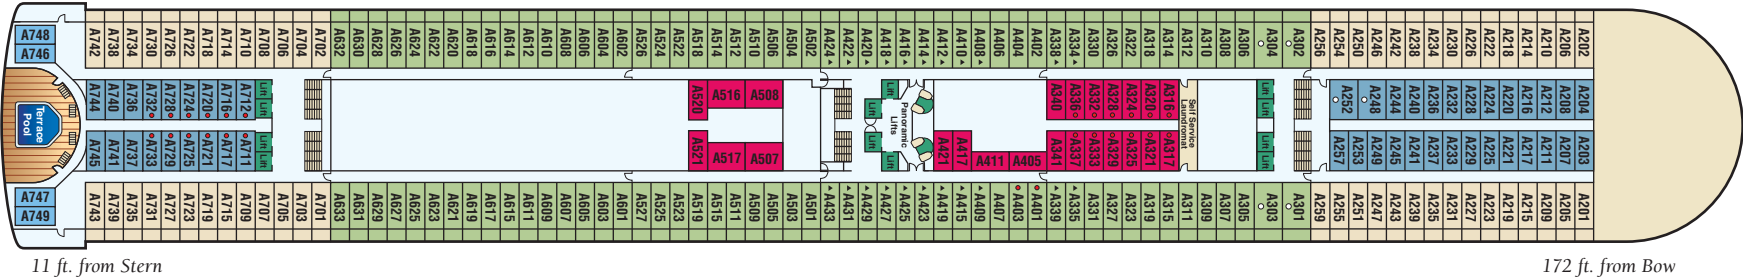 A748
A746
A742 A738 A734 A730 A726 A722 A718 A714 A710 A708 A706 A704 A702 A632 A630 A628 A626 A624 A622 A620 A618 A616 A614 A612 A610 A608 A606 A604 A602 A526 A524 A522 A518 A514 A512 A510 A506 A504 A502 A424 A422 A420 A418 A416 A414 A412 A410 A408 A406 A404 A402 A338 A334 A330 A326 A322 A318 A314 A312 A310 A308 A306 A304 A302 A256 A254 A250 A246 A242 A238 A234 A230 A226 A222 A218 A214 A210 A206 A202
A744 A740 A736 A732 A728 A724 A720 A716 A712 Lift Lift A520 A516 A508 Lift Lift A340 A336 A332 A328 A324 A320 A316 Lift Lift A252 A248 A244 A240 A236 A232 A228 A224 A220 A216 A212 A208 A204
Terrace
Pool
Panoramic
Lifts
Self Service
Laundromat
A745 A741 A737 A733 A729 A725 A721 A717 A711 Lift Lift A521 A517 A507 Lift Lift A421 A417 A411 A405 A341 A337 A333 A329 A325 A321 A317 Lift Lift A257 A253 A249 A245 A241 A237 A233 A229 A225 A221 A217 A211 A207 A203
A747
A749
A743 A739 A735 A731 A727 A723 A719 A715 A709 A707 A705 A703 A701 A633 A631 A629 A627 A625 A623 A621 A619 A617 A615 A611 A609 A607 A605 A603 A601 A527 A525 A523 A519 A515 A511 A509 A505 A503 A501 A433 A431 A429 A427 A425 A423 A419 A415 A409 A407 A403 A401 A339 A335 A331 A327 A323 A319 A315 A311 A309 A307 A305 A303 A301 A259 A255 A251 A247 A243 A239 A235 A231 A227 A223 A219 A215 A209 A205 A201
11 ft. from Stern
172 ft. from Bow